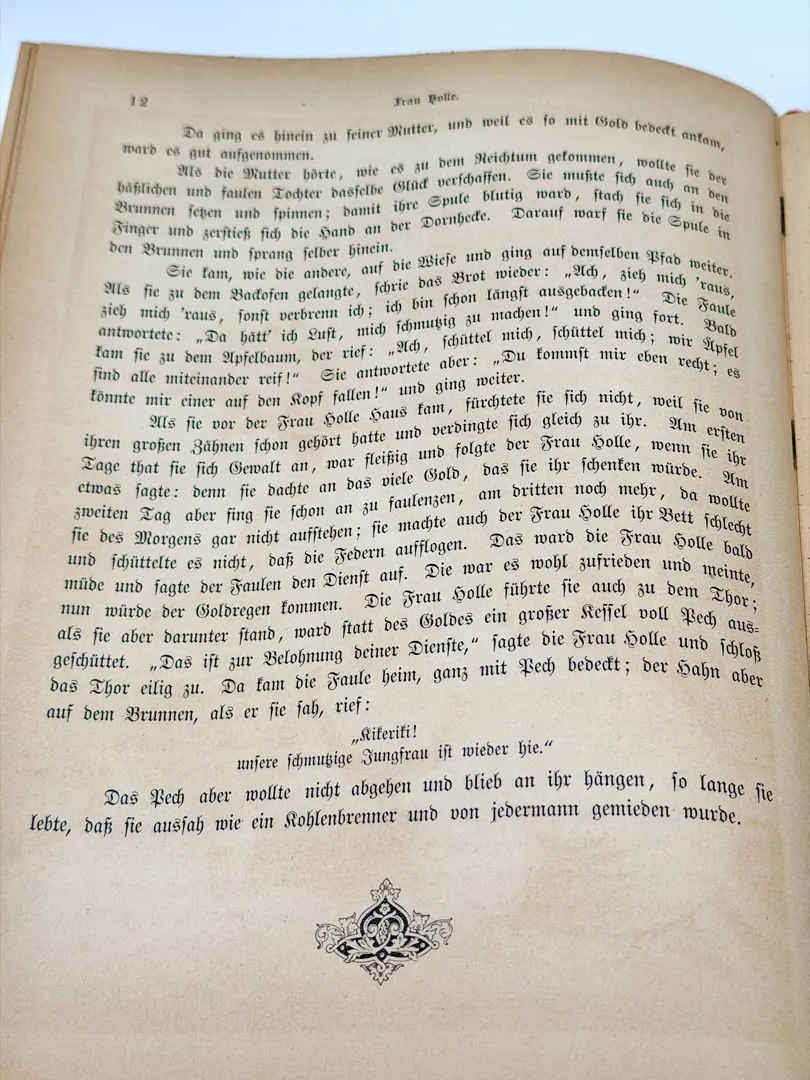 12
Frau Holle.
Da ging es hinein zu seiner Mutter, und weil es so mit Gold bedeckt ankam,
ward es gut aufgenommen.
Als die Mutter hörte, wie es zu dem Reichtum gekommen, wollte sie der
häßlichen und faulen Tochter dasselbe Glück verschaffen. Sie mußte sich auch an den
Brunnen setzen und spinnen; damit ihre Spule blutig ward, stach sie sich in die
Finger und zerstieß sich die Hand an der Dornhecke. Darauf warf sie die Spule in
den Brunnen und sprang selber hinein.
Sie kam, wie die andere, auf die Wiese und ging auf demselben Pfad weiter.
Als sie zu dem Backofen gelangte, schrie das Brot wieder: „Ach, zieh mich 'raus,
zieh mich 'raus, sonst verbrenn ich; ich bin schon längst ausgebacken!“ Die Faule
antwortete: „Da hätt' ich Lust, mich schmutzig zu machen!“ und ging fort. Bald
kam sie zu dem Apfelbaum, der rief: „Ach, schüttel mich, schüttel mich; wir Äpfel
sind alle miteinander reif!“ Sie antwortete aber: „Du kommst mir eben recht; es
könnte mir einer auf den Kopf fallen!“ und ging weiter.
Als sie vor der Frau Holle Haus kam, fürchtete sie sich nicht, weil sie von
ihren großen Zähnen schon gehört hatte und verdingte sich gleich zu ihr. Am ersten
Tage that sie sich Gewalt an, war fleißig und folgte der Frau Holle, wenn sie ihr
etwas sagte: denn sie dachte an das viele Gold, das sie ihr schenken würde. Am
zweiten Tag aber fing sie schon an zu faulenzen, am dritten noch mehr, da wollte
sie des Morgens gar nicht aufstehen; sie machte auch der Frau Holle ihr Bett schlecht
und schüttelte es nicht, daß die Federn aufflogen. Das ward die Frau Holle bald
müde und sagte der Faulen den Dienst auf. Die war es wohl zufrieden und meinte,
nun würde der Goldregen kommen. Die Frau Holle führte sie auch zu dem Thor;
als sie aber darunter stand, ward statt des Goldes ein großer Kessel voll Pech aus-
geschüttet. „Das ist zur Belohnung deiner Dienste,“ sagte die Frau Holle und schloß
das Thor eilig zu. Da kam die Faule heim, ganz mit Pech bedeckt; der Hahn aber
auf dem Brunnen, als er sie sah, rief:
„Kikeriki!
unsere schmutzige Jungfrau ist wieder hie.“
Das Pech aber wollte nicht abgehen und blieb an ihr hängen, so lange sie
lebte, daß sie aussah wie ein Kohlenbrenner und von jedermann gemieden wurde.